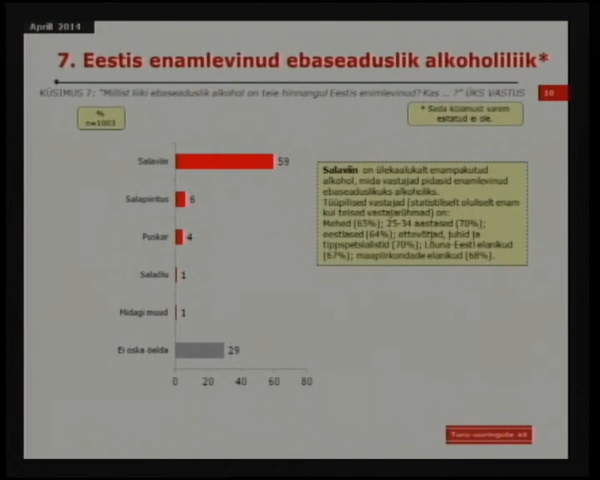 Aprill 2014
7. Eestis enamlevinud ebaseaduslik alkoholiliik*
KÜSIMUS 7: "Millist liiki ebaseaduslik alkohol on teie hinnangul Eestis enimlevinud? Kas ... ?" ÜKS VASTUS
10
%
n=1003
* Seda küsimust varem
esitatud ei ole.
Salaviin 59
Salapiiritus 6
Puskar 4
Salaõlu 1
Midagi muud 1
Ei oska öelda 29
0 20 40 60 80
Salaviin on ülekaalukalt enampakutud
alkohol, mida vastajad pidasid enamlevinud
ebaseaduslikuks alkoholiks.
Tüüpilised vastajad (statistiliselt oluliselt enam
kui teised vastajarühmad) on:
Mehed (65%); 25-34 aastased (70%);
eestlased (64%); ettevõtjad, juhid ja
tippspetsialistid (70%); Lõuna-Eesti elanikud
(67%); maapiirkondade elanikud (68%).
Turu-uuringute AS